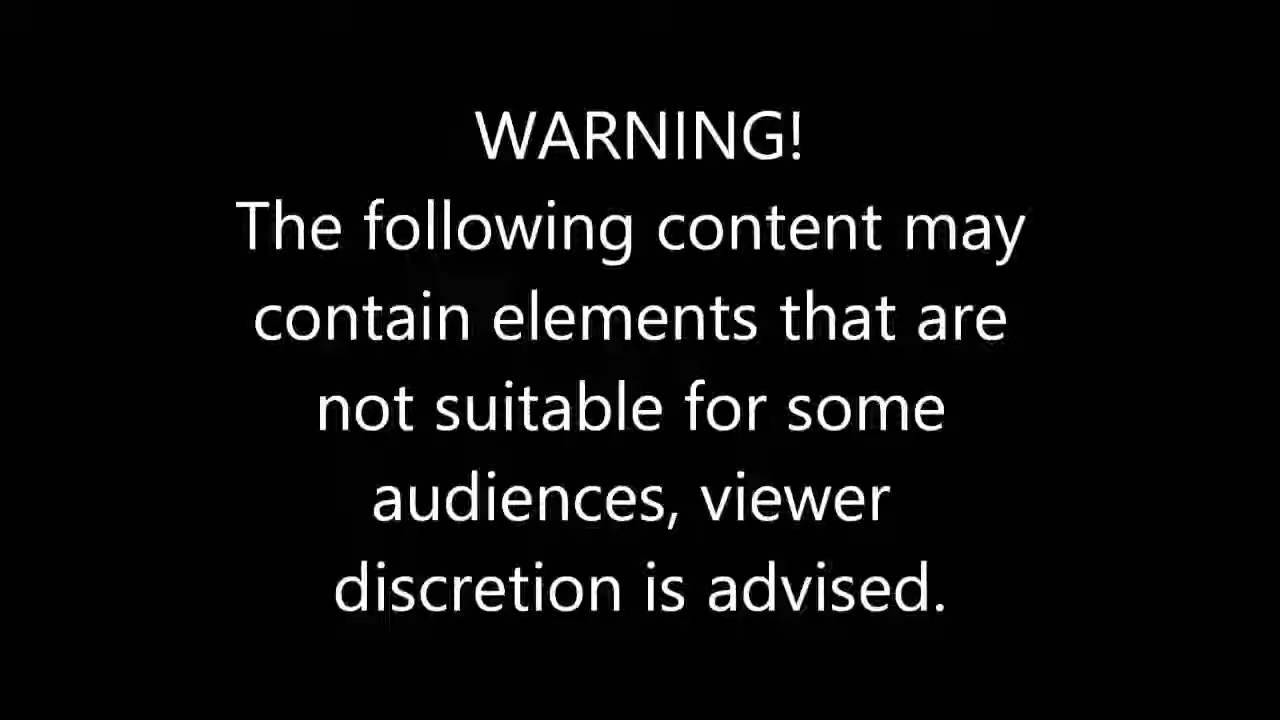 WARNING!
The following content may
contain elements that are
not suitable for some
audiences, viewer
discretion is advised.